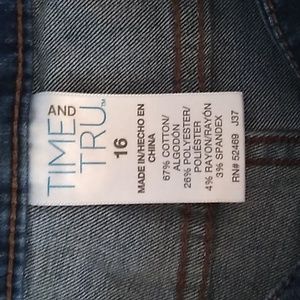 TIME AND
TRU™
16
MADE IN/HECHO EN
CHINA
67% COTTON/
ALGODÓN
26% POLYESTER/
POLIÉSTER
4% RAYON/RAYÓN
3% SPANDEX
RN# 52469 J37